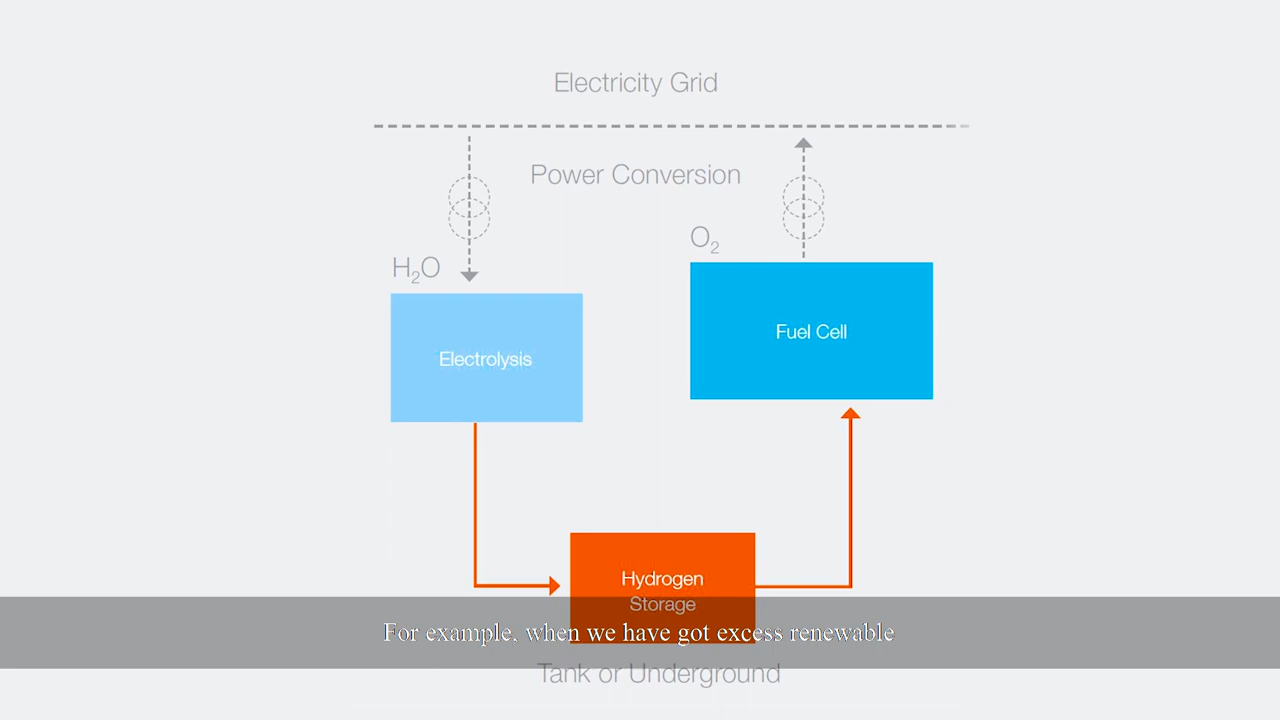 Electricity Grid
Power Conversion
O₂
H₂O
Fuel Cell
Electrolysis
Hydrogen
Storage
For example, when we have got excess renewable
Tank or Underground